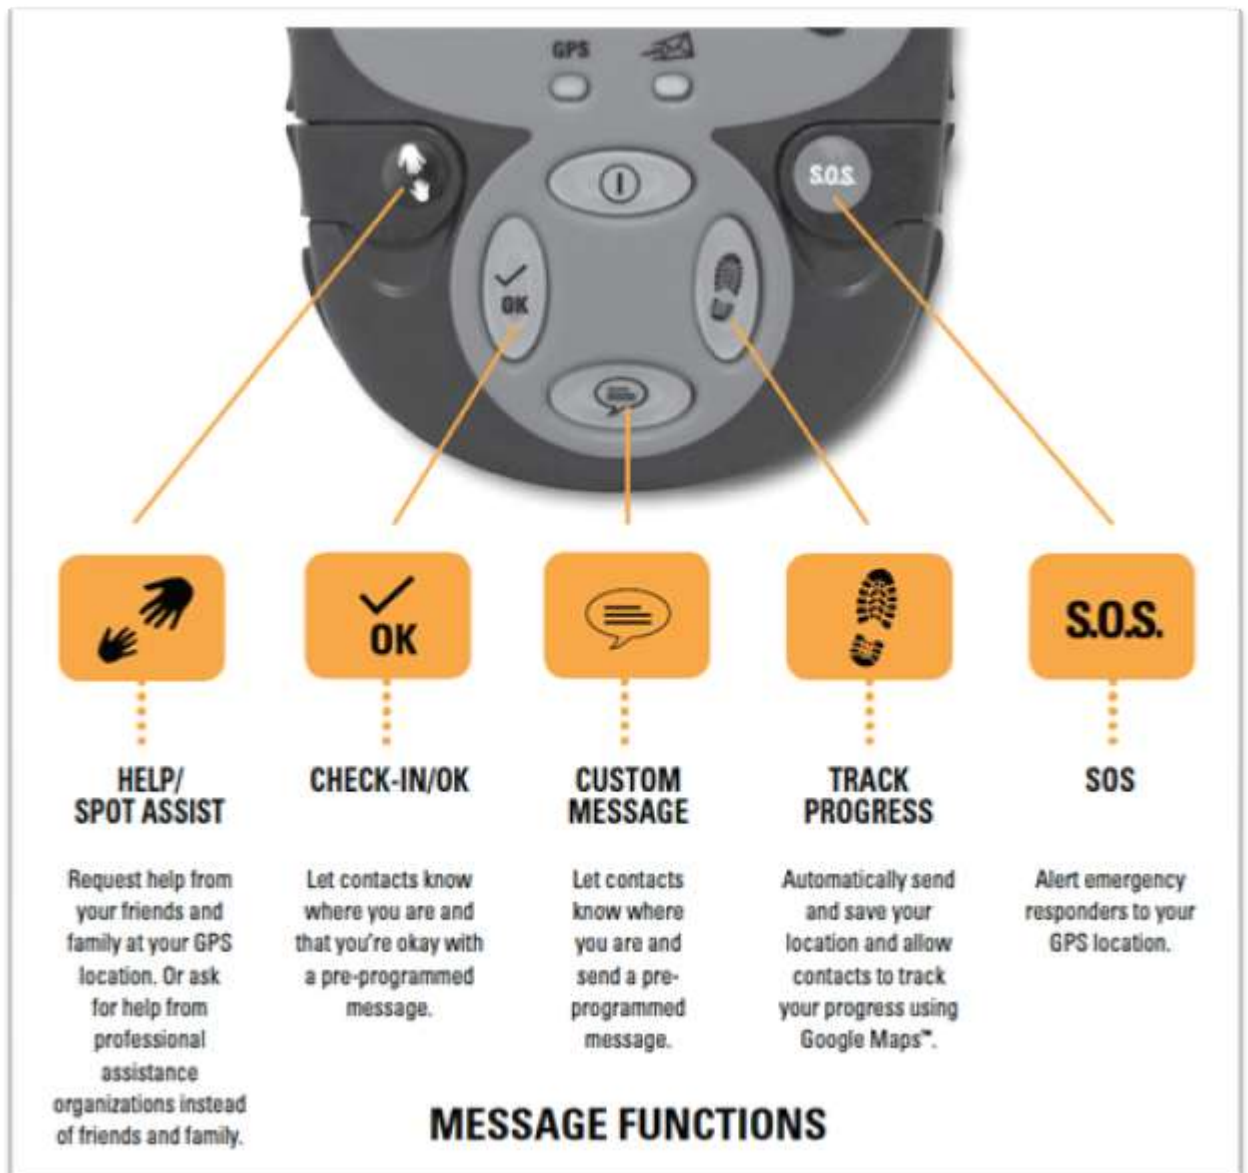 GPS
S.O.S.
OK
OK
S.O.S.
HELP/
SPOT ASSIST
Request help from
your friends and
family at your GPS
location. Or ask
for help from
professional
assistance
organizations instead
of friends and family.
CHECK-IN/OK
Let contacts know
where you are and
that you're okay with
a pre-programmed
message.
CUSTOM
MESSAGE
Let contacts
know where
you are and
send a pre-
programmed
message.
TRACK
PROGRESS
Automatically send
and save your
location and allow
contacts to track
your progress using
Google Maps™.
SOS
Alert emergency
responders to your
GPS location.
MESSAGE FUNCTIONS